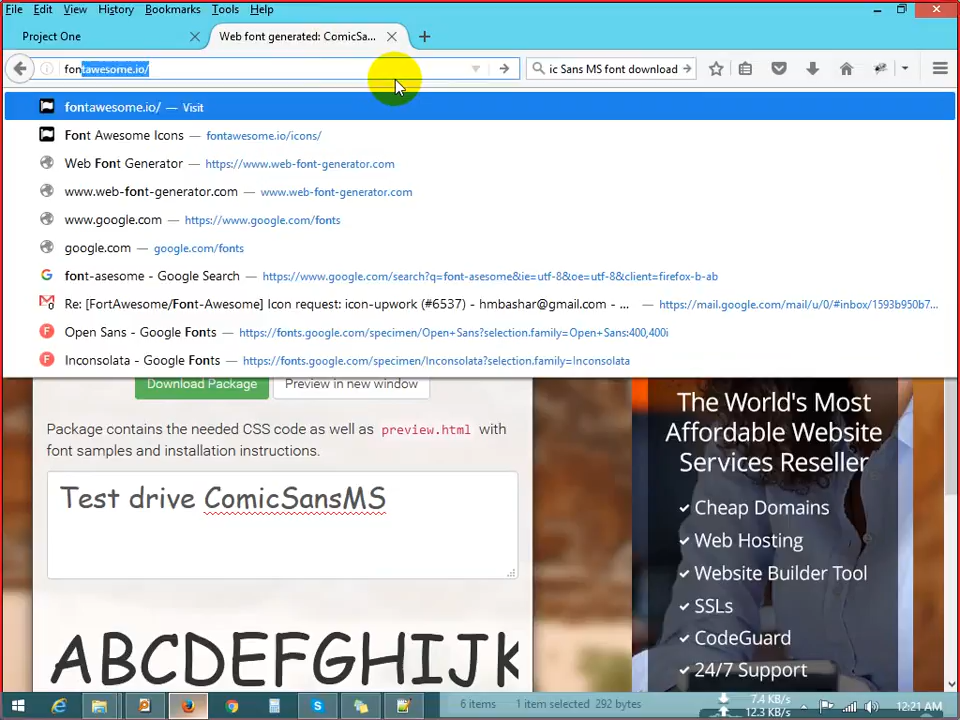 File Edit View History Bookmarks Tools Help
Project One
Web font generated: ComicSa...
fontawesome.io/
ic Sans MS font download
fontawesome.io/ — Visit
Font Awesome Icons — fontawesome.io/icons/
Web Font Generator — https://www.web-font-generator.com
www.web-font-generator.com — www.web-font-generator.com
www.google.com — https://www.google.com/fonts
google.com — google.com/fonts
font-asesome - Google Search — https://www.google.com/search?q=font-asesome&ie=utf-8&oe=utf-8&client=firefox-b-ab
Re: [FortAwesome/Font-Awesome] Icon request: icon-upwork (#6537) - hmbashar@gmail.com - ... — https://mail.google.com/mail/u/0/#inbox/1593b950b7...
Open Sans - Google Fonts — https://fonts.google.com/specimen/Open+Sans?selection.family=Open+Sans:400,400i
Inconsolata - Google Fonts — https://fonts.google.com/specimen/Inconsolata?selection.family=Inconsolata
Download Package
Preview in new window
Package contains the needed CSS code as well as preview.html with
font samples and installation instructions.
Test drive ComicSansMS
ABCDEFGHIJK
The World's Most
Affordable Website
Services Reseller
Cheap Domains
Web Hosting
Website Builder Tool
SSLs
CodeGuard
24/7 Support
6 items 1 item selected 292 bytes
7.4 KB/s
12.3 KB/s
12:21 AM